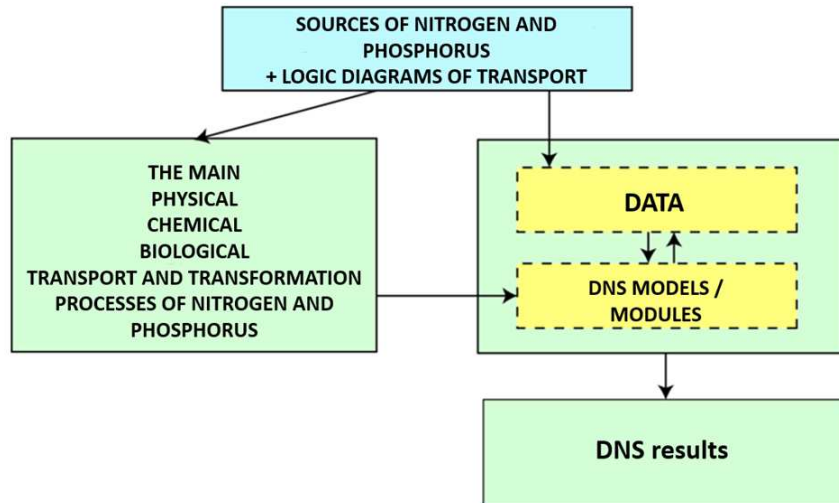 SOURCES OF NITROGEN AND
PHOSPHORUS
+ LOGIC DIAGRAMS OF TRANSPORT
THE MAIN
PHYSICAL
CHEMICAL
BIOLOGICAL
TRANSPORT AND TRANSFORMATION
PROCESSES OF NITROGEN AND
PHOSPHORUS
DATA
DNS MODELS /
MODULES
DNS results